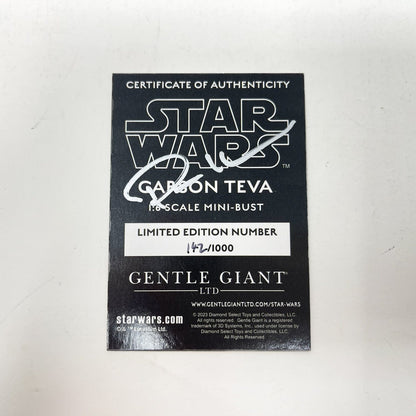 CERTIFICATE OF AUTHENTICITY
STAR
WARS™
CARSON TEVA
1:6 SCALE MINI-BUST
LIMITED EDITION NUMBER
142/1000
GENTLE GIANT
LTD
WWW.GENTLEGIANTLTD.COM/STAR-WARS
starwars.com
© & ™ Lucasfilm Ltd.
© 2023 Diamond Select Toys and Collectibles, LLC.
All rights reserved. Gentle Giant is a registered
trademark of 3D Systems, Inc., used under license by
Diamond Select Toys and Collectibles, LLC.
All Rights Reserved.